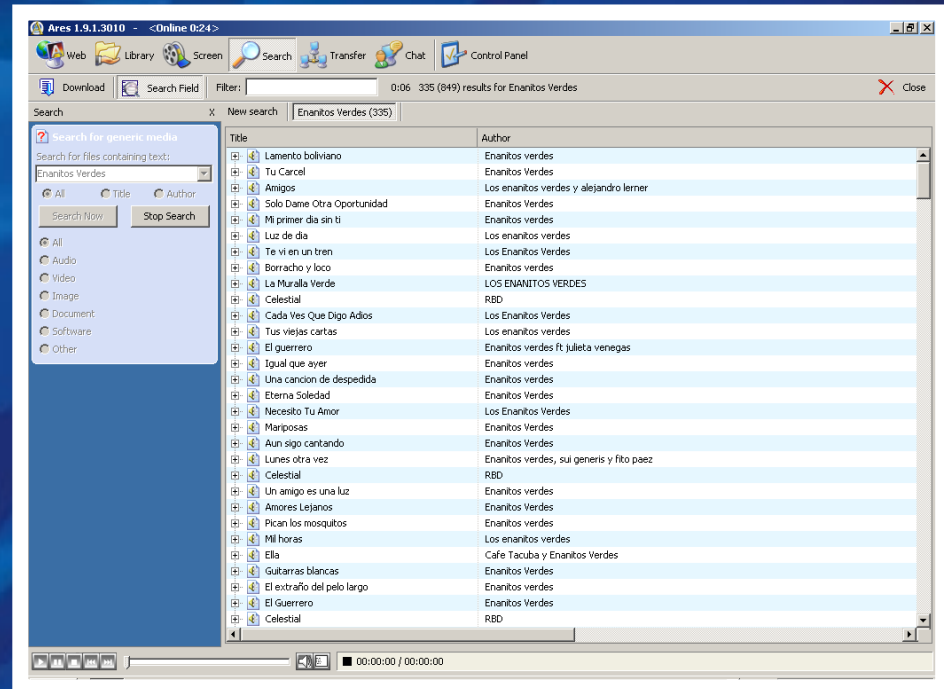 Ares 1.9.1.3010 - <Online 0:24>
Web Library Screen Search Transfer Chat Control Panel
Download Search Field Filter: 0:06 335 (849) results for Enanitos Verdes Close
Search X New search Enanitos Verdes (335)
Search for generic media
Search for files containing text:
Enanitos Verdes
All Title Author
Search Now Stop Search
All
Audio
Video
Image
Document
Software
Other
Title Author
Lamento boliviano Enanitos verdes
Tu Carcel Enanitos Verdes
Amigos Los enanitos verdes y alejandro lerner
Solo Dame Otra Oportunidad Enanitos Verdes
Mi primer dia sin ti Enanitos verdes
Luz de dia Los enanitos verdes
Te vi en un tren Los Enanitos Verdes
Borracho y loco Enanitos verdes
La Muralla Verde LOS ENANITOS VERDES
Celestial RBD
Cada Ves Que Digo Adios Los Enanitos Verdes
Tus viejas cartas Los enanitos verdes
El guerrero Enanitos verdes ft julieta venegas
Igual que ayer Enanitos verdes
Una cancion de despedida Enanitos verdes
Eterna Soledad Enanitos Verdes
Necesito Tu Amor Los Enanitos Verdes
Mariposas Enanitos Verdes
Aun sigo cantando Enanitos Verdes
Lunes otra vez Enanitos verdes, sui generis y fito paez
Celestial RBD
Un amigo es una luz Enanitos verdes
Amores Lejanos Enanitos Verdes
Pican los mosquitos Enanitos verdes
Mil horas Los enanitos verdes
Ella Cafe Tacuba y Enanitos Verdes
Guitarras blancas Enanitos Verdes
El extraño del pelo largo Enanitos verdes
El Guerrero Enanitos Verdes
Celestial RBD
00:00:00 / 00:00:00